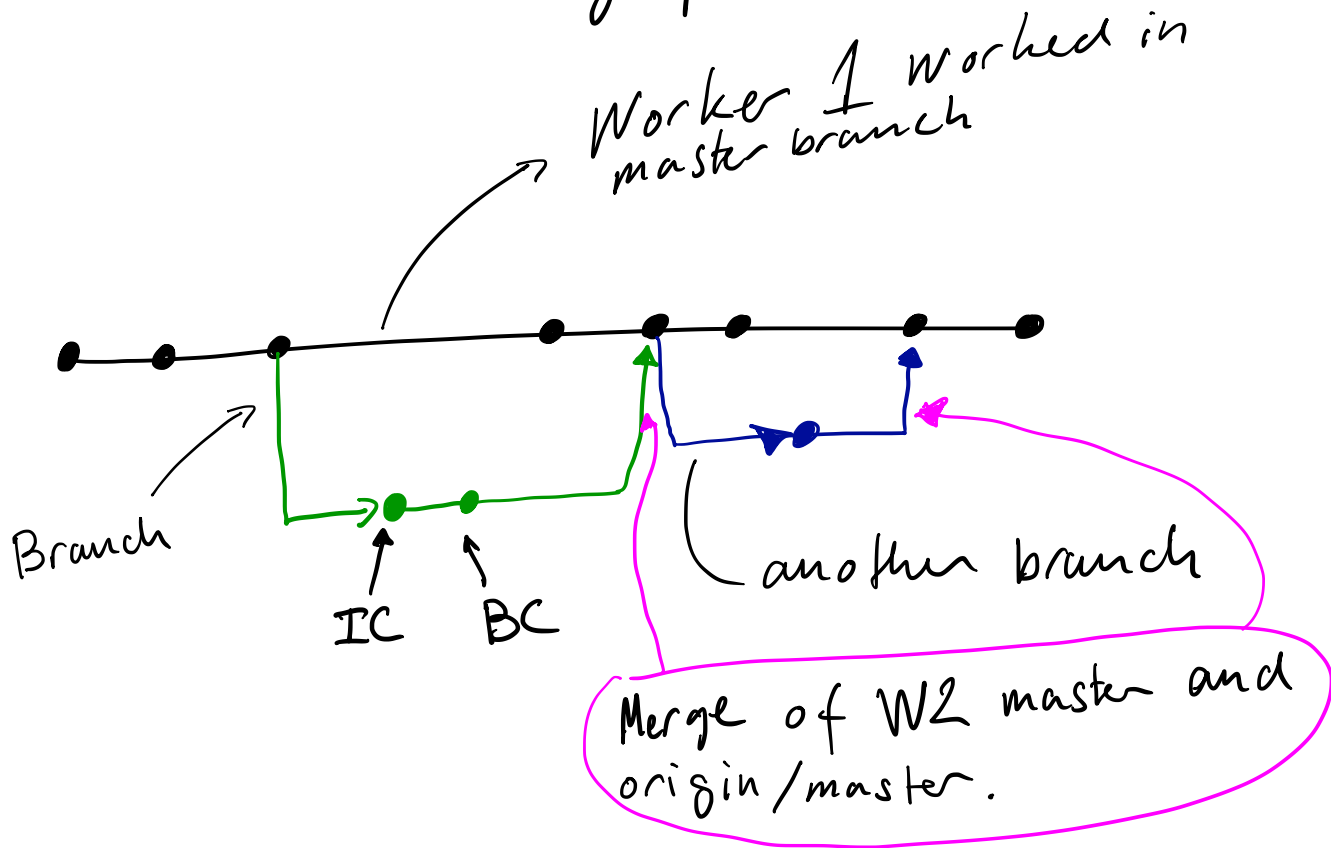 Worker 1 worked in
master branch
Branch
IC
BC
another branch
Merge of W2 master and
origin/master.